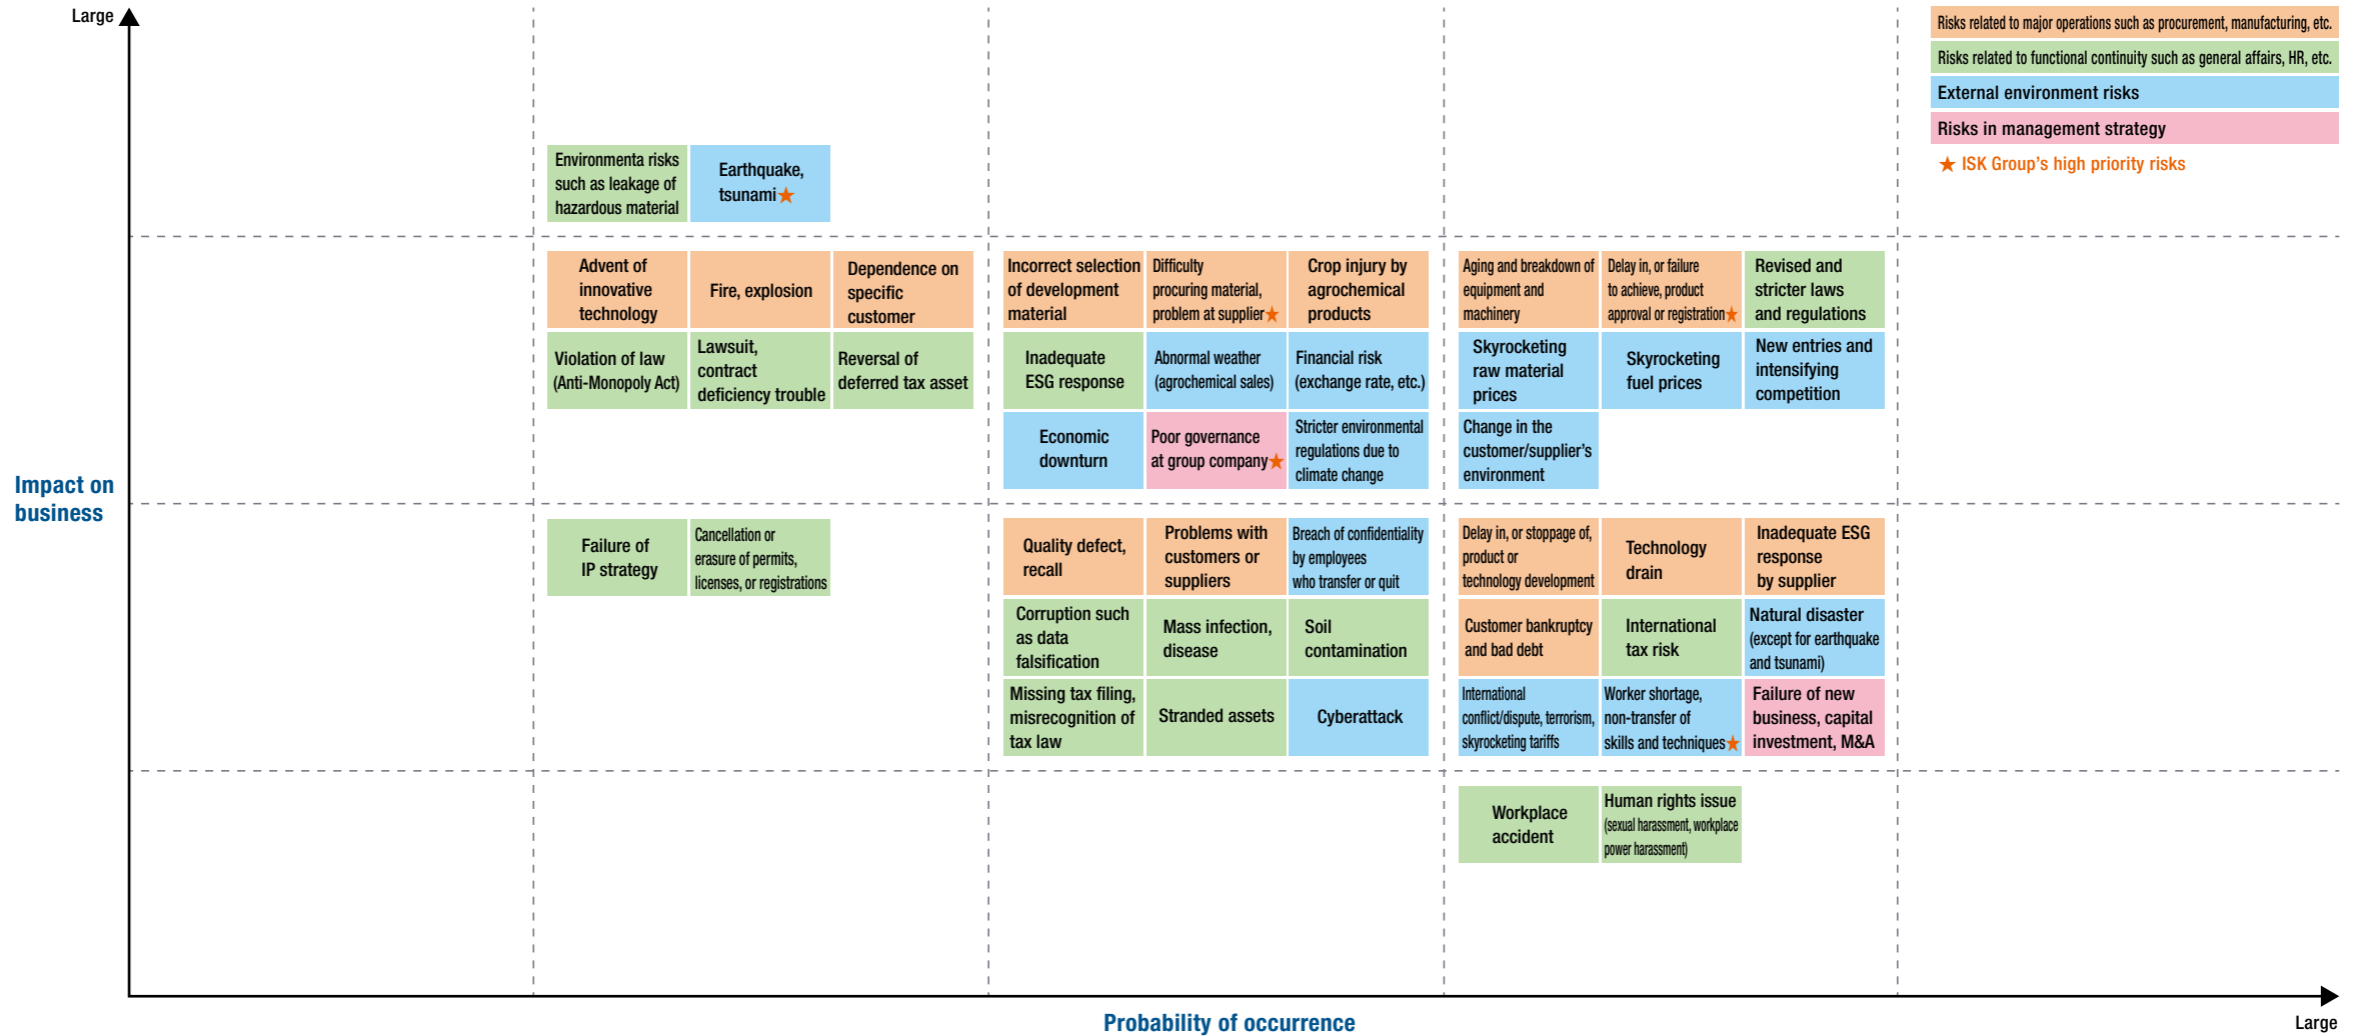 Large
Risks related to major operations such as procurement, manufacturing, etc.
Risks related to functional continuity such as general affairs, HR, etc.
External environment risks
Risks in management strategy
★ ISK Group's high priority risks
Environmenta risks
such as leakage of
hazardous material
Earthquake,
tsunami★
Advent of
innovative
technology
Fire, explosion
Dependence on
specific
customer
Incorrect selection
of development
material
Difficulty
procuring material,
problem at supplier★
Crop injury by
agrochemical
products
Aging and breakdown of
equipment and
machinery
Delay in, or failure
to achieve, product
approval or registration★
Revised and
stricter laws
and regulations
Violation of law
(Anti-Monopoly Act)
Lawsuit,
contract
deficiency trouble
Reversal of
deferred tax asset
Inadequate
ESG response
Abnormal weather
(agrochemical sales)
Financial risk
(exchange rate, etc.)
Skyrocketing
raw material
prices
Skyrocketing
fuel prices
New entries and
intensifying
competition
Economic
downturn
Poor governance
at group company★
Stricter environmental
regulations due to
climate change
Change in the
customer/supplier's
environment
Impact on
business
Failure of
IP strategy
Cancellation or
erasure of permits,
licenses, or registrations
Quality defect,
recall
Problems with
customers or
suppliers
Breach of confidentiality
by employees
who transfer or quit
Delay in, or stoppage of,
product or
technology development
Technology
drain
Inadequate ESG
response
by supplier
Corruption such
as data
falsification
Mass infection,
disease
Soil
contamination
Customer bankruptcy
and bad debt
International
tax risk
Natural disaster
(except for earthquake
and tsunami)
Missing tax filing,
misrecognition of
tax law
Stranded assets
Cyberattack
International
conflict/dispute, terrorism,
skyrocketing tariffs
Worker shortage,
non-transfer of
skills and techniques★
Failure of new
business, capital
investment, M&A
Workplace
accident
Human rights issue
(sexual harassment, workplace
power harassment)
Probability of occurrence
Large